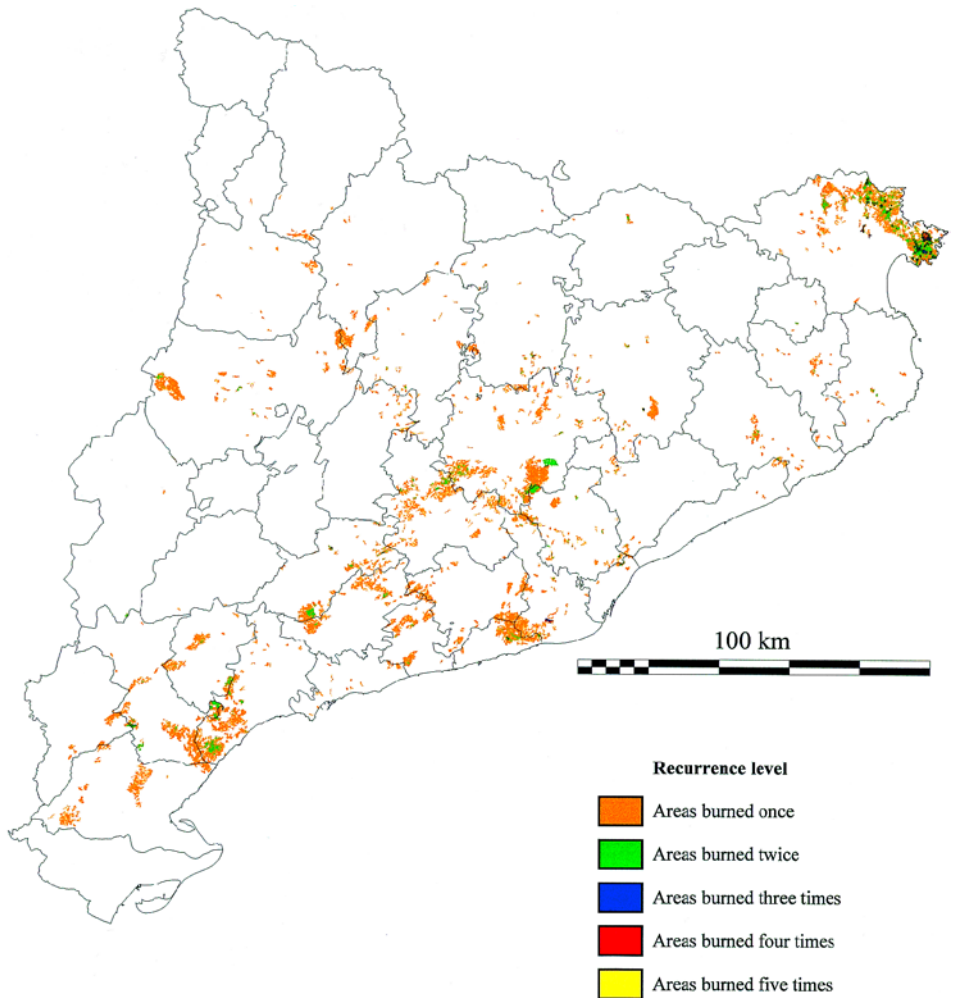 100 km
Recurrence level
Areas burned once
Areas burned twice
Areas burned three times
Areas burned four times
Areas burned five times